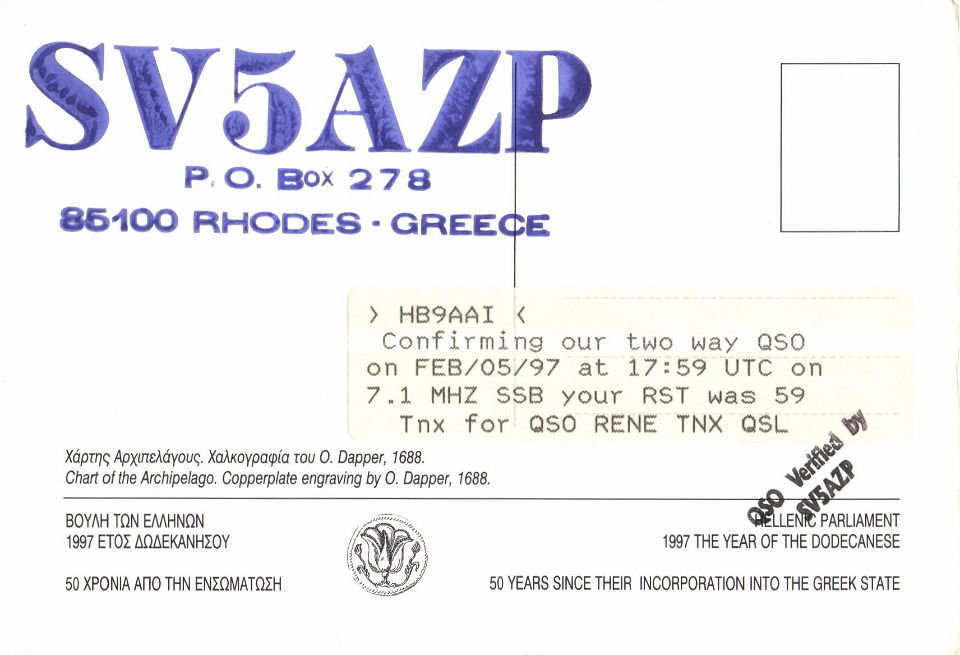 SV5AZP
P.O. BOX 278
85100 RHODES - GREECE
> HB9AAI <
Confirming our two way QSO
on FEB/05/97 at 17:59 UTC on
7.1 MHZ SSB your RST was 59
Tnx for QSO RENE TNX QSL
QSO Verified by
SV5AZP
Χάρτης Αρχιπελάγους. Χαλκογραφία του O. Dapper, 1688.
Chart of the Archipelago. Copperplate engraving by O. Dapper, 1688.
ΒΟΥΛΗ ΤΩΝ ΕΛΛΗΝΩΝ
1997 ΕΤΟΣ ΔΩΔΕΚΑΝΗΣΟΥ
50 ΧΡΟΝΙΑ ΑΠΟ ΤΗΝ ΕΝΣΩΜΑΤΩΣΗ
HELLENIC PARLIAMENT
1997 THE YEAR OF THE DODECANESE
50 YEARS SINCE THEIR INCORPORATION INTO THE GREEK STATE